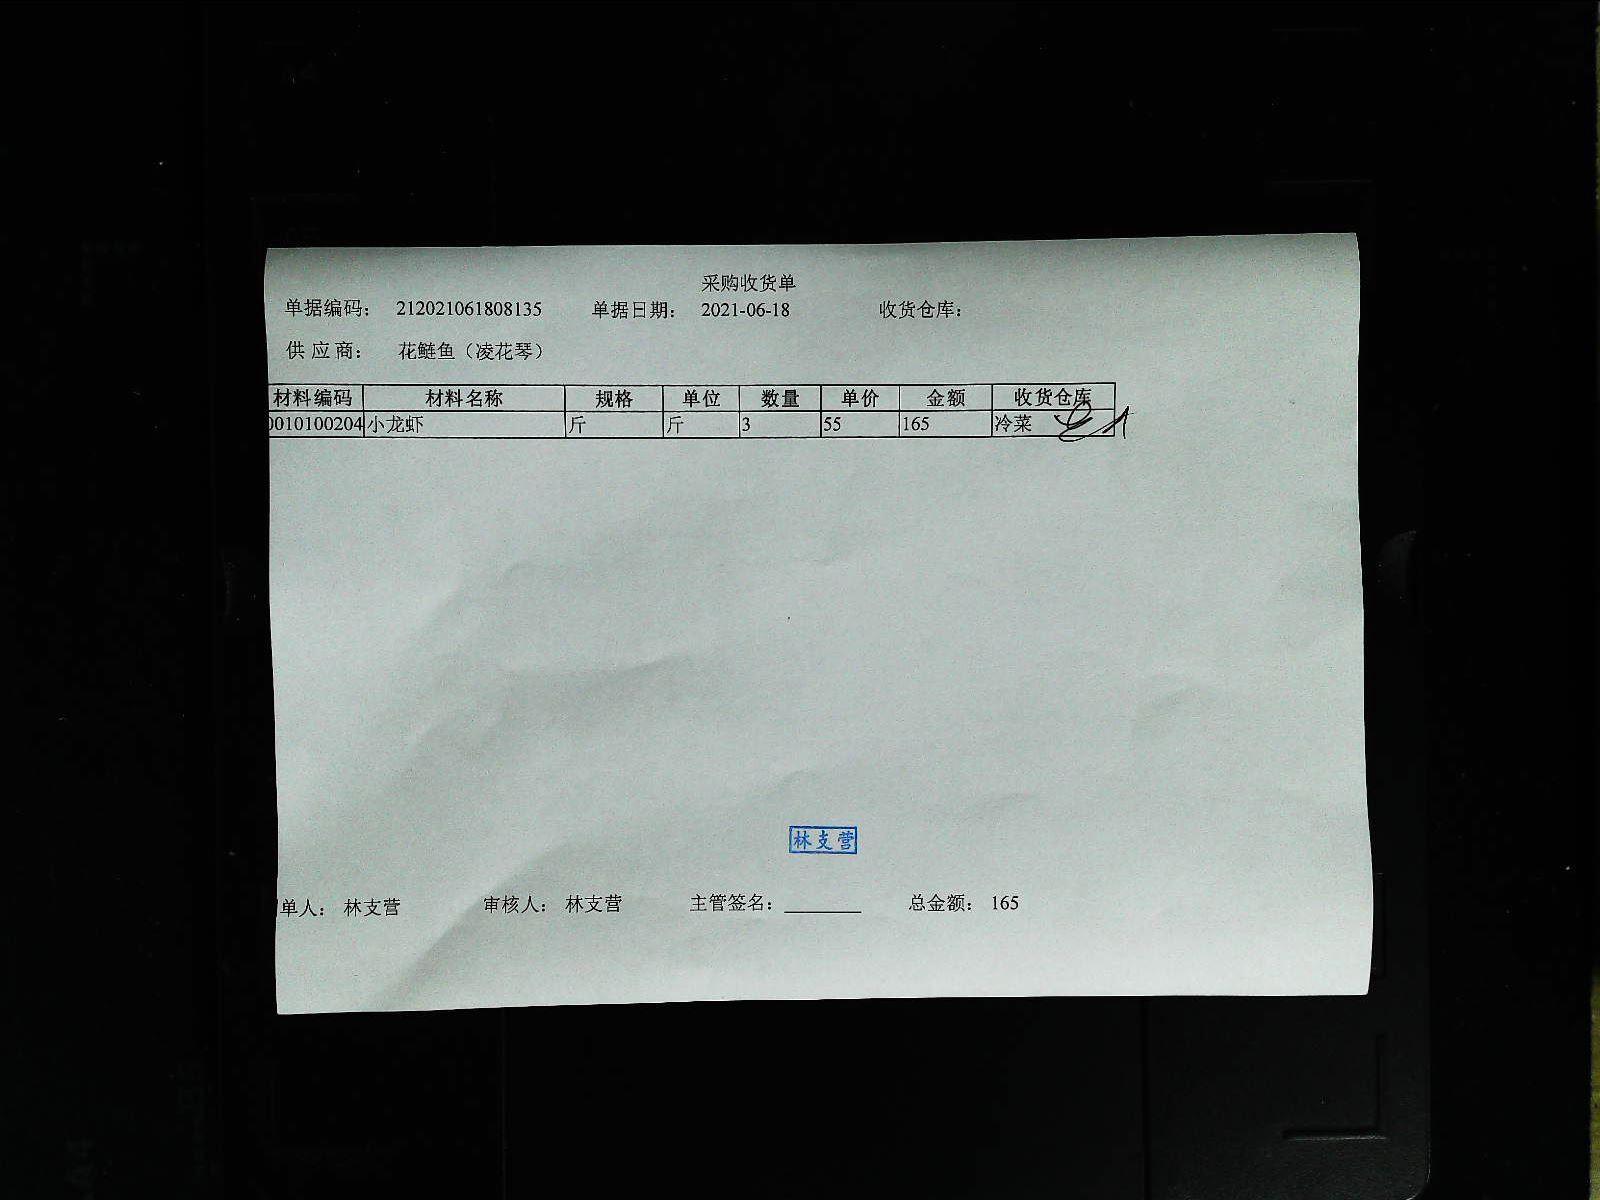 采购收货单
单据编码： 212021061808135 单据日期： 2021-06-18 收货仓库：
供 应 商： 花鲢鱼（凌花琴）
材料编码 材料名称 规格 单位 数量 单价 金额 收货仓库
0010100204 小龙虾 斤 斤 3 55 165 冷菜
林支营
单人： 林支营 审核人： 林支营 主管签名：________ 总金额： 165